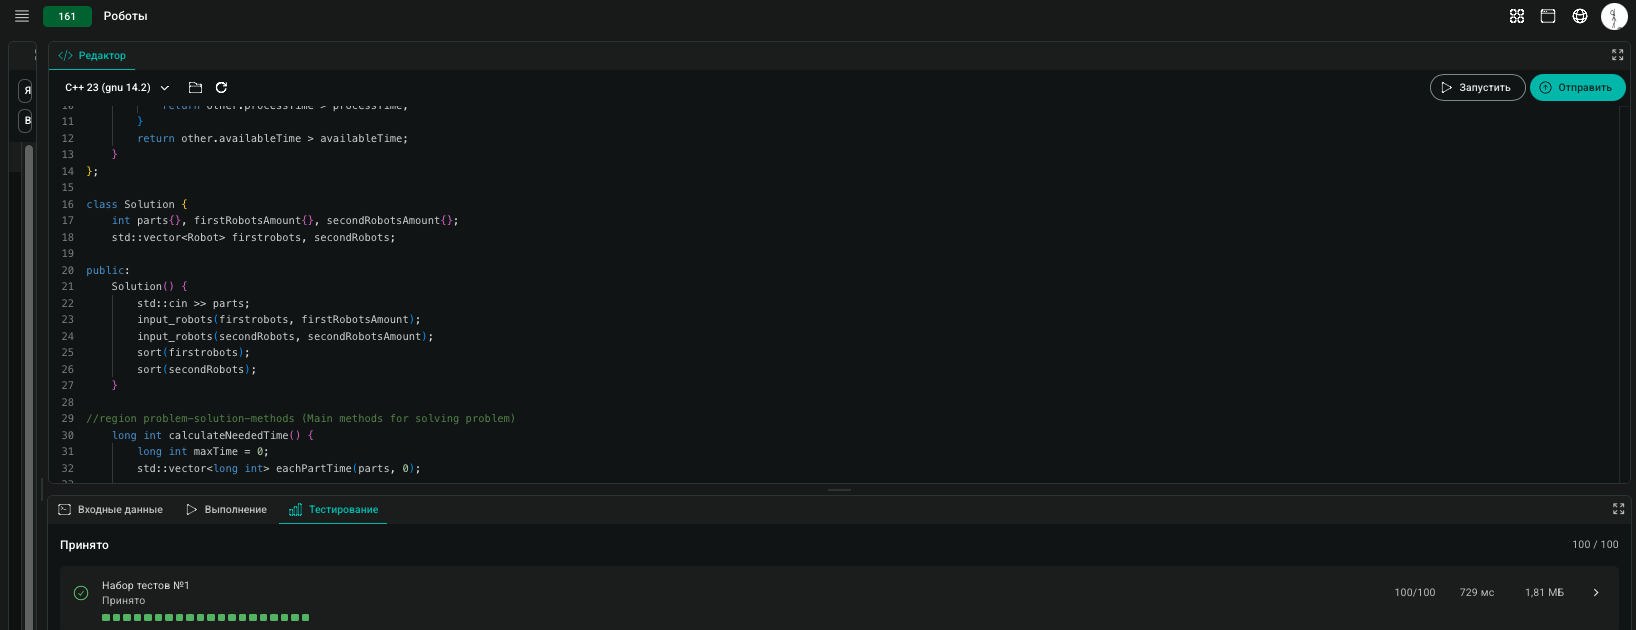 161 Роботы
Редактор
C++ 23 (gnu 14.2)
Запустить
Отправить
Я
В
10 return other.processTime > processTime;
11 }
12 return other.availableTime > availableTime;
13 }
14 };
15
16 class Solution {
17 int parts{}, firstRobotsAmount{}, secondRobotsAmount{};
18 std::vector<Robot> firstrobots, secondRobots;
19
20 public:
21 Solution() {
22 std::cin >> parts;
23 input_robots(firstrobots, firstRobotsAmount);
24 input_robots(secondRobots, secondRobotsAmount);
25 sort(firstrobots);
26 sort(secondRobots);
27 }
28
29 //region problem-solution-methods (Main methods for solving problem)
30 long int calculateNeededTime() {
31 long int maxTime = 0;
32 std::vector<long int> eachPartTime(parts, 0);
33
Входные данные Выполнение Тестирование
Принято 100 / 100
Набор тестов №1
Принято
100/100 729 мс 1,81 МБ